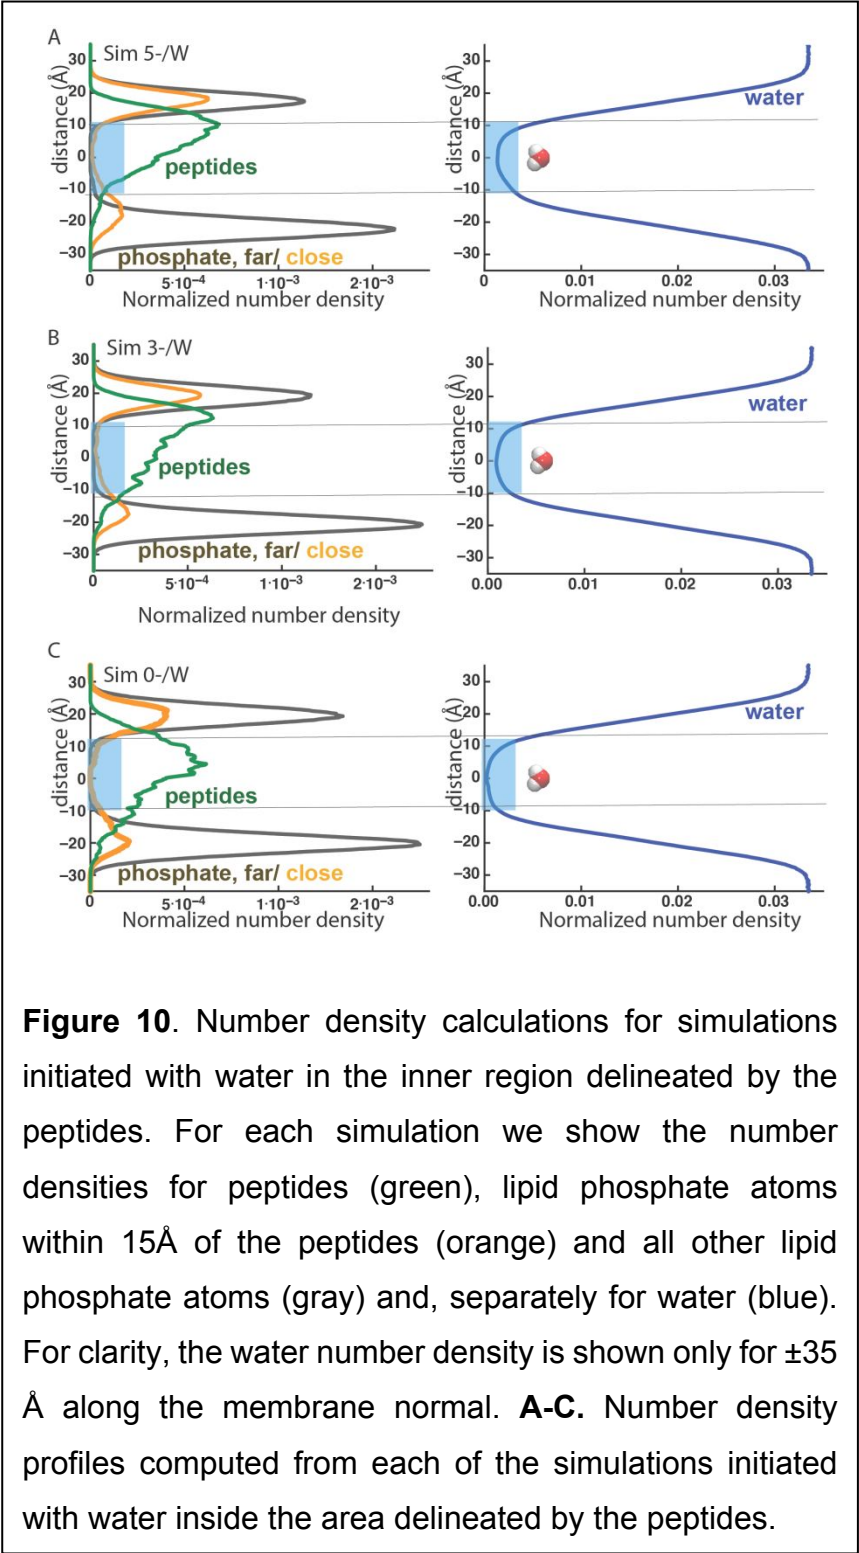 A
Sim 5-/W
distance (Å)
30
20
10
0
−10
−20
−30
peptides
phosphate, far/ close
0
5·10⁻⁴
1·10⁻³
2·10⁻³
Normalized number density
distance (Å)
30
20
10
0
−10
−20
−30
water
0
0.01
0.02
0.03
Normalized number density
B
Sim 3-/W
distance (Å)
30
20
10
0
−10
−20
−30
peptides
phosphate, far/ close
0
5·10⁻⁴
1·10⁻³
2·10⁻³
Normalized number density
distance (Å)
30
20
10
0
−10
−20
−30
water
0.00
0.01
0.02
0.03
Normalized number density
C
Sim 0-/W
distance (Å)
30
20
10
0
−10
−20
−30
peptides
phosphate, far/ close
0
5·10⁻⁴
1·10⁻³
2·10⁻³
Normalized number density
distance (Å)
30
20
10
0
−10
−20
−30
water
0.00
0.01
0.02
0.03
Normalized number density
Figure 10. Number density calculations for simulations
initiated with water in the inner region delineated by the
peptides. For each simulation we show the number
densities for peptides (green), lipid phosphate atoms
within 15Å of the peptides (orange) and all other lipid
phosphate atoms (gray) and, separately for water (blue).
For clarity, the water number density is shown only for ±35
Å along the membrane normal. A-C. Number density
profiles computed from each of the simulations initiated
with water inside the area delineated by the peptides.